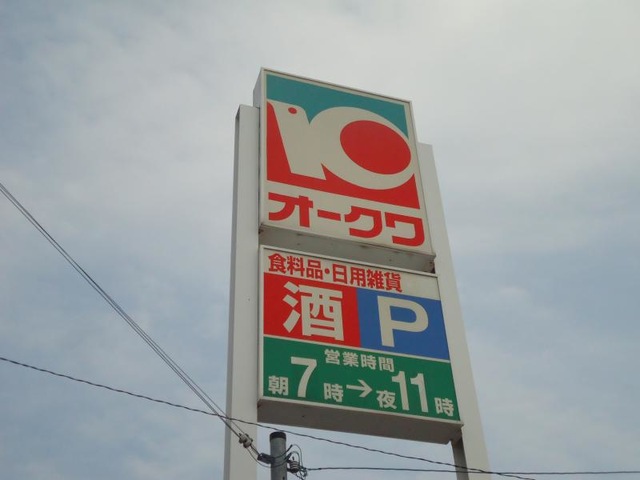 オークワ
食料品・日用雑貨
酒 P
営業時間
朝7時→夜11時